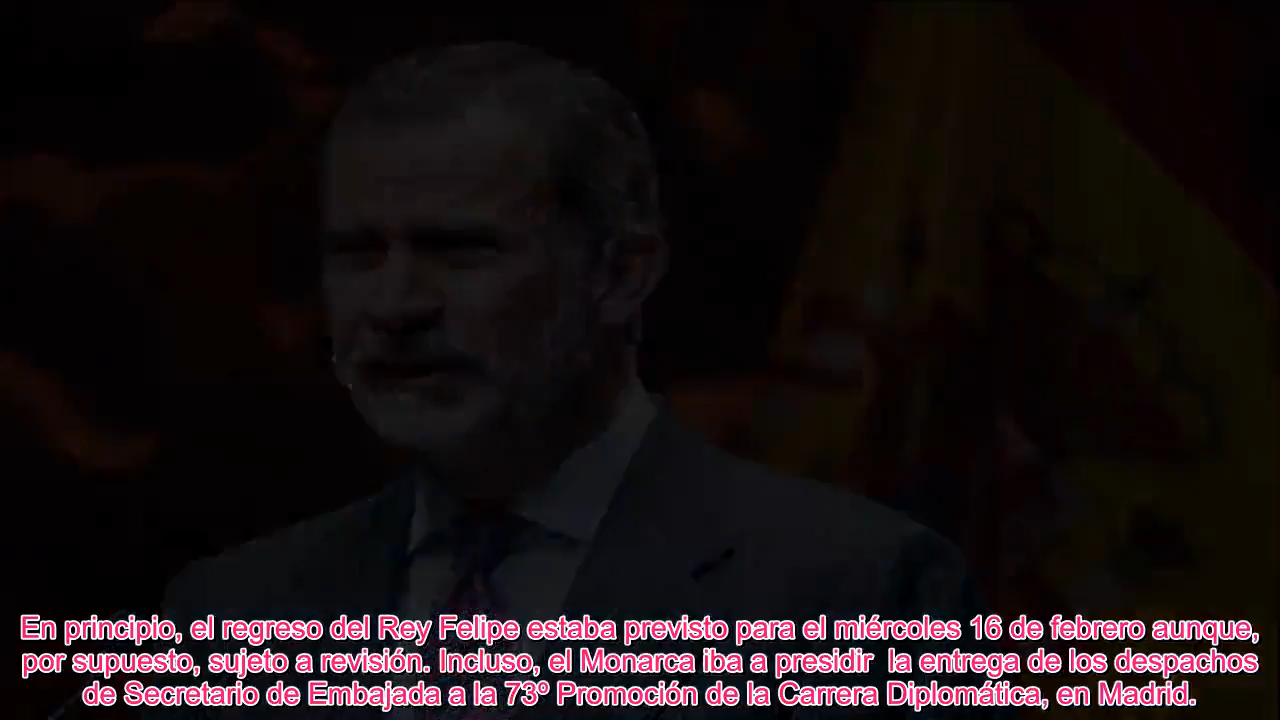 En principio, el regreso del Rey Felipe estaba previsto para el miércoles 16 de febrero aunque,
por supuesto, sujeto a revisión. Incluso, el Monarca iba a presidir  la entrega de los despachos
de Secretario de Embajada a la 73º Promoción de la Carrera Diplomática, en Madrid.